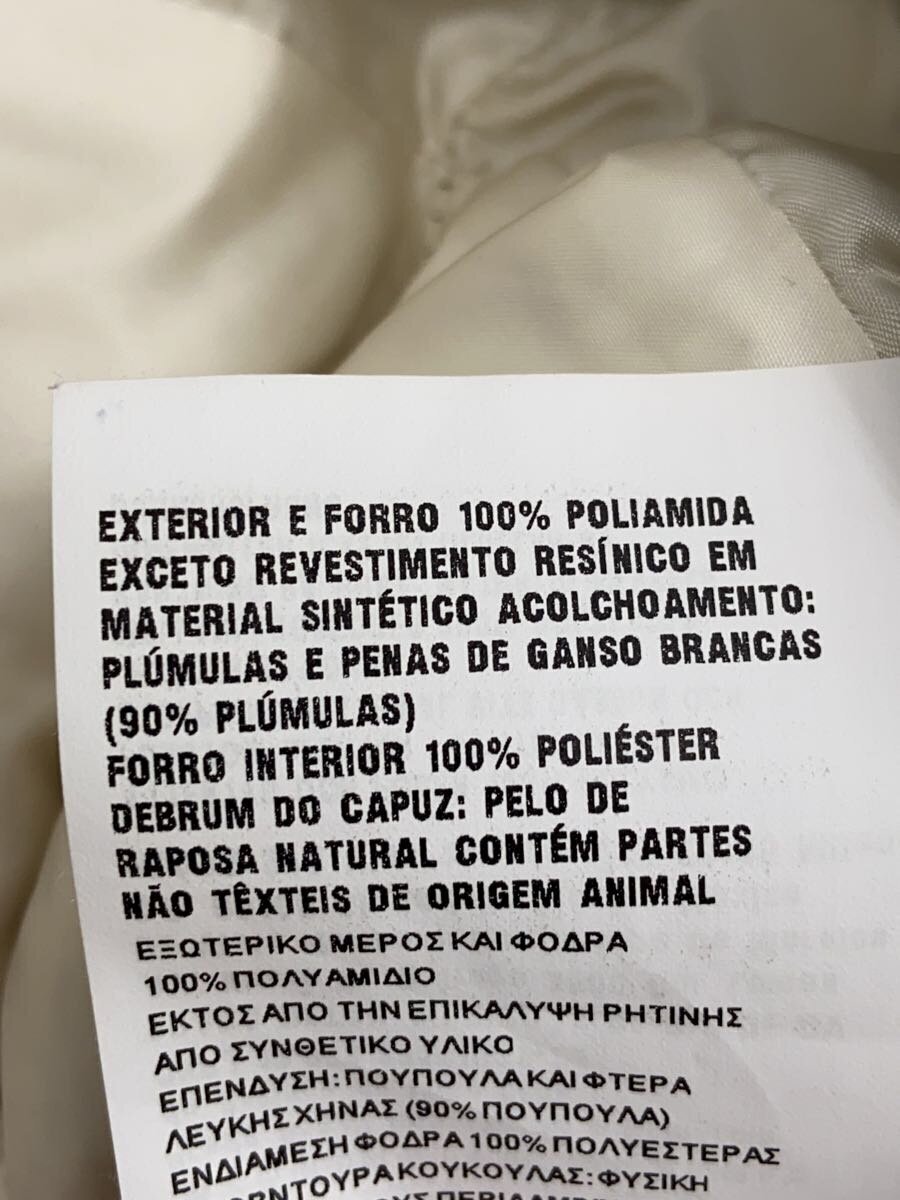 EXTERIOR E FORRO 100% POLIAMIDA
EXCETO REVESTIMENTO RESÍNICO EM
MATERIAL SINTÉTICO ACOLCHOAMENTO:
PLÚMULAS E PENAS DE GANSO BRANCAS
(90% PLÚMULAS)
FORRO INTERIOR 100% POLIÉSTER
DEBRUM DO CAPUZ: PELO DE
RAPOSA NATURAL CONTÉM PARTES
NÃO TÊXTEIS DE ORIGEM ANIMAL
ΕΞΩΤΕΡΙΚΟ ΜΕΡΟΣ ΚΑΙ ΦΟΔΡΑ
100% ΠΟΛΥΑΜΙΔΙΟ
ΕΚΤΟΣ ΑΠΟ ΤΗΝ ΕΠΙΚΑΛΥΨΗ ΡΗΤΙΝΗΣ
ΑΠΟ ΣΥΝΘΕΤΙΚΟ ΥΛΙΚΟ
ΕΠΕΝΔΥΣΗ: ΠΟΥΠΟΥΛΑ ΚΑΙ ΦΤΕΡΑ
ΛΕΥΚΗΣ ΧΗΝΑΣ (90% ΠΟΥΠΟΥΛΑ)
ΕΝΔΙΑΜΕΣΗ ΦΟΔΡΑ 100% ΠΟΛΥΕΣΤΕΡΑΣ
ΚΟΥΚΟΥΛΑΣ: ΦΥΣΙΚΗ